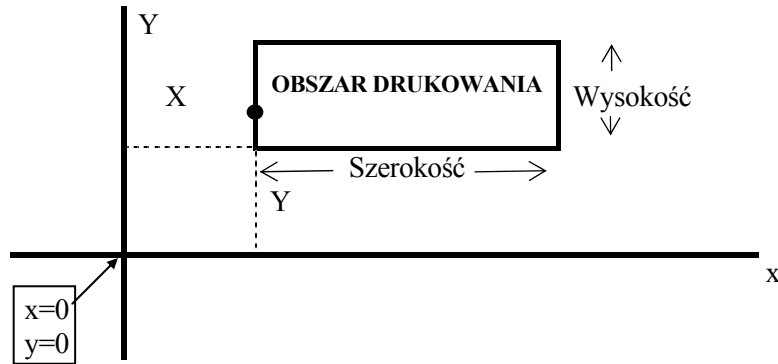 Y
X
OBSZAR DRUKOWANIA
Wysokość
Szerokość
Y
x
x=0
y=0